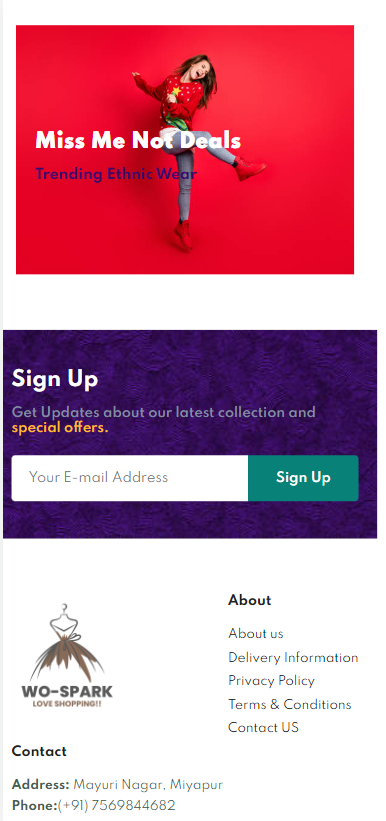 Miss Me Not Deals
Trending Ethnic Wear
Sign Up
Get Updates about our latest collection and
special offers.
Your E-mail Address
Sign Up
WO-SPARK
LOVE SHOPPING!!
About
About us
Delivery Information
Privacy Policy
Terms & Conditions
Contact US
Contact
Address: Mayuri Nagar, Miyapur
Phone:(+91) 7569844682